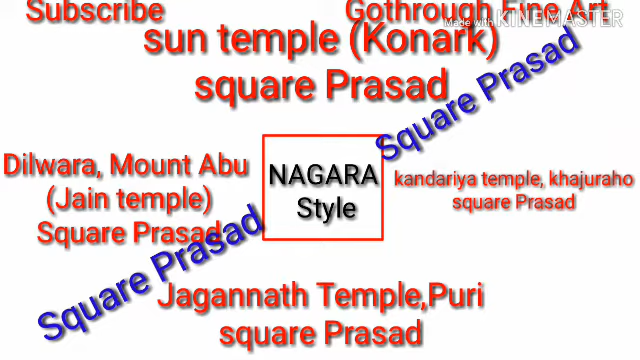 Subscribe
Gothrough Fine Art
Made with KINEMASTER
sun temple (Konark)
square Prasad
Square Prasad
Dilwara, Mount Abu
(Jain temple)
Square Prasad
NAGARA
Style
kandariya temple, khajuraho
square Prasad
Square Prasad
Jagannath Temple,Puri
square Prasad